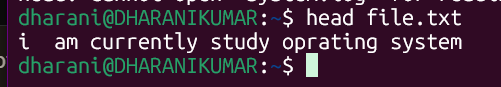 dharani@DHARANIKUMAR:~$ head file.txt
i  am currently study oprating system
dharani@DHARANIKUMAR:~$